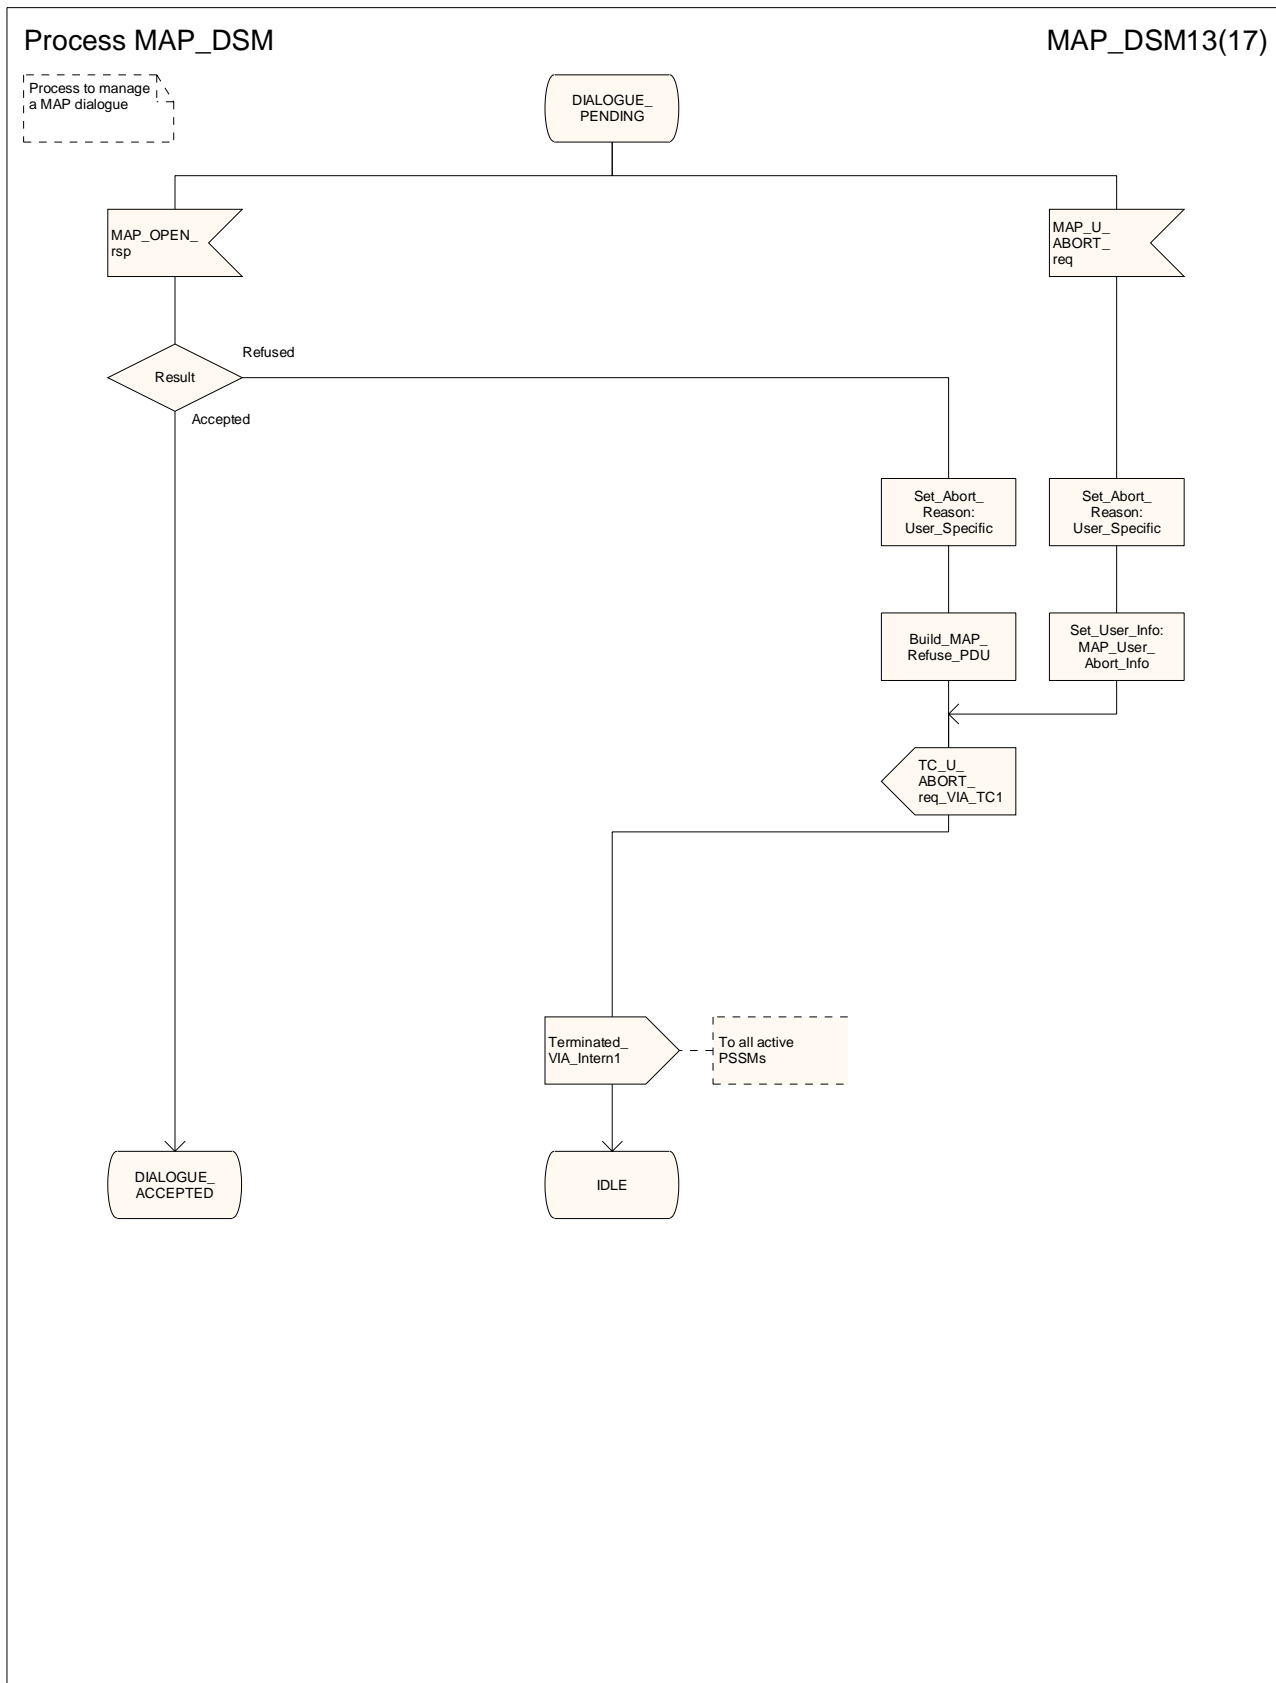 Process MAP_DSM
MAP_DSM13(17)
Process to manage
a MAP dialogue
DIALOGUE_
PENDING
MAP_OPEN_
rsp
MAP_U_
ABORT_
req
Refused
Result
Accepted
Set_Abort_
Reason:
User_Specific
Set_Abort_
Reason:
User_Specific
Build_MAP_
Refuse_PDU
Set_User_Info:
MAP_User_
Abort_Info
TC_U_
ABORT_
req_VIA_TC1
Terminated_
VIA_Intern1
To all active
PSSMs
DIALOGUE_
ACCEPTED
IDLE